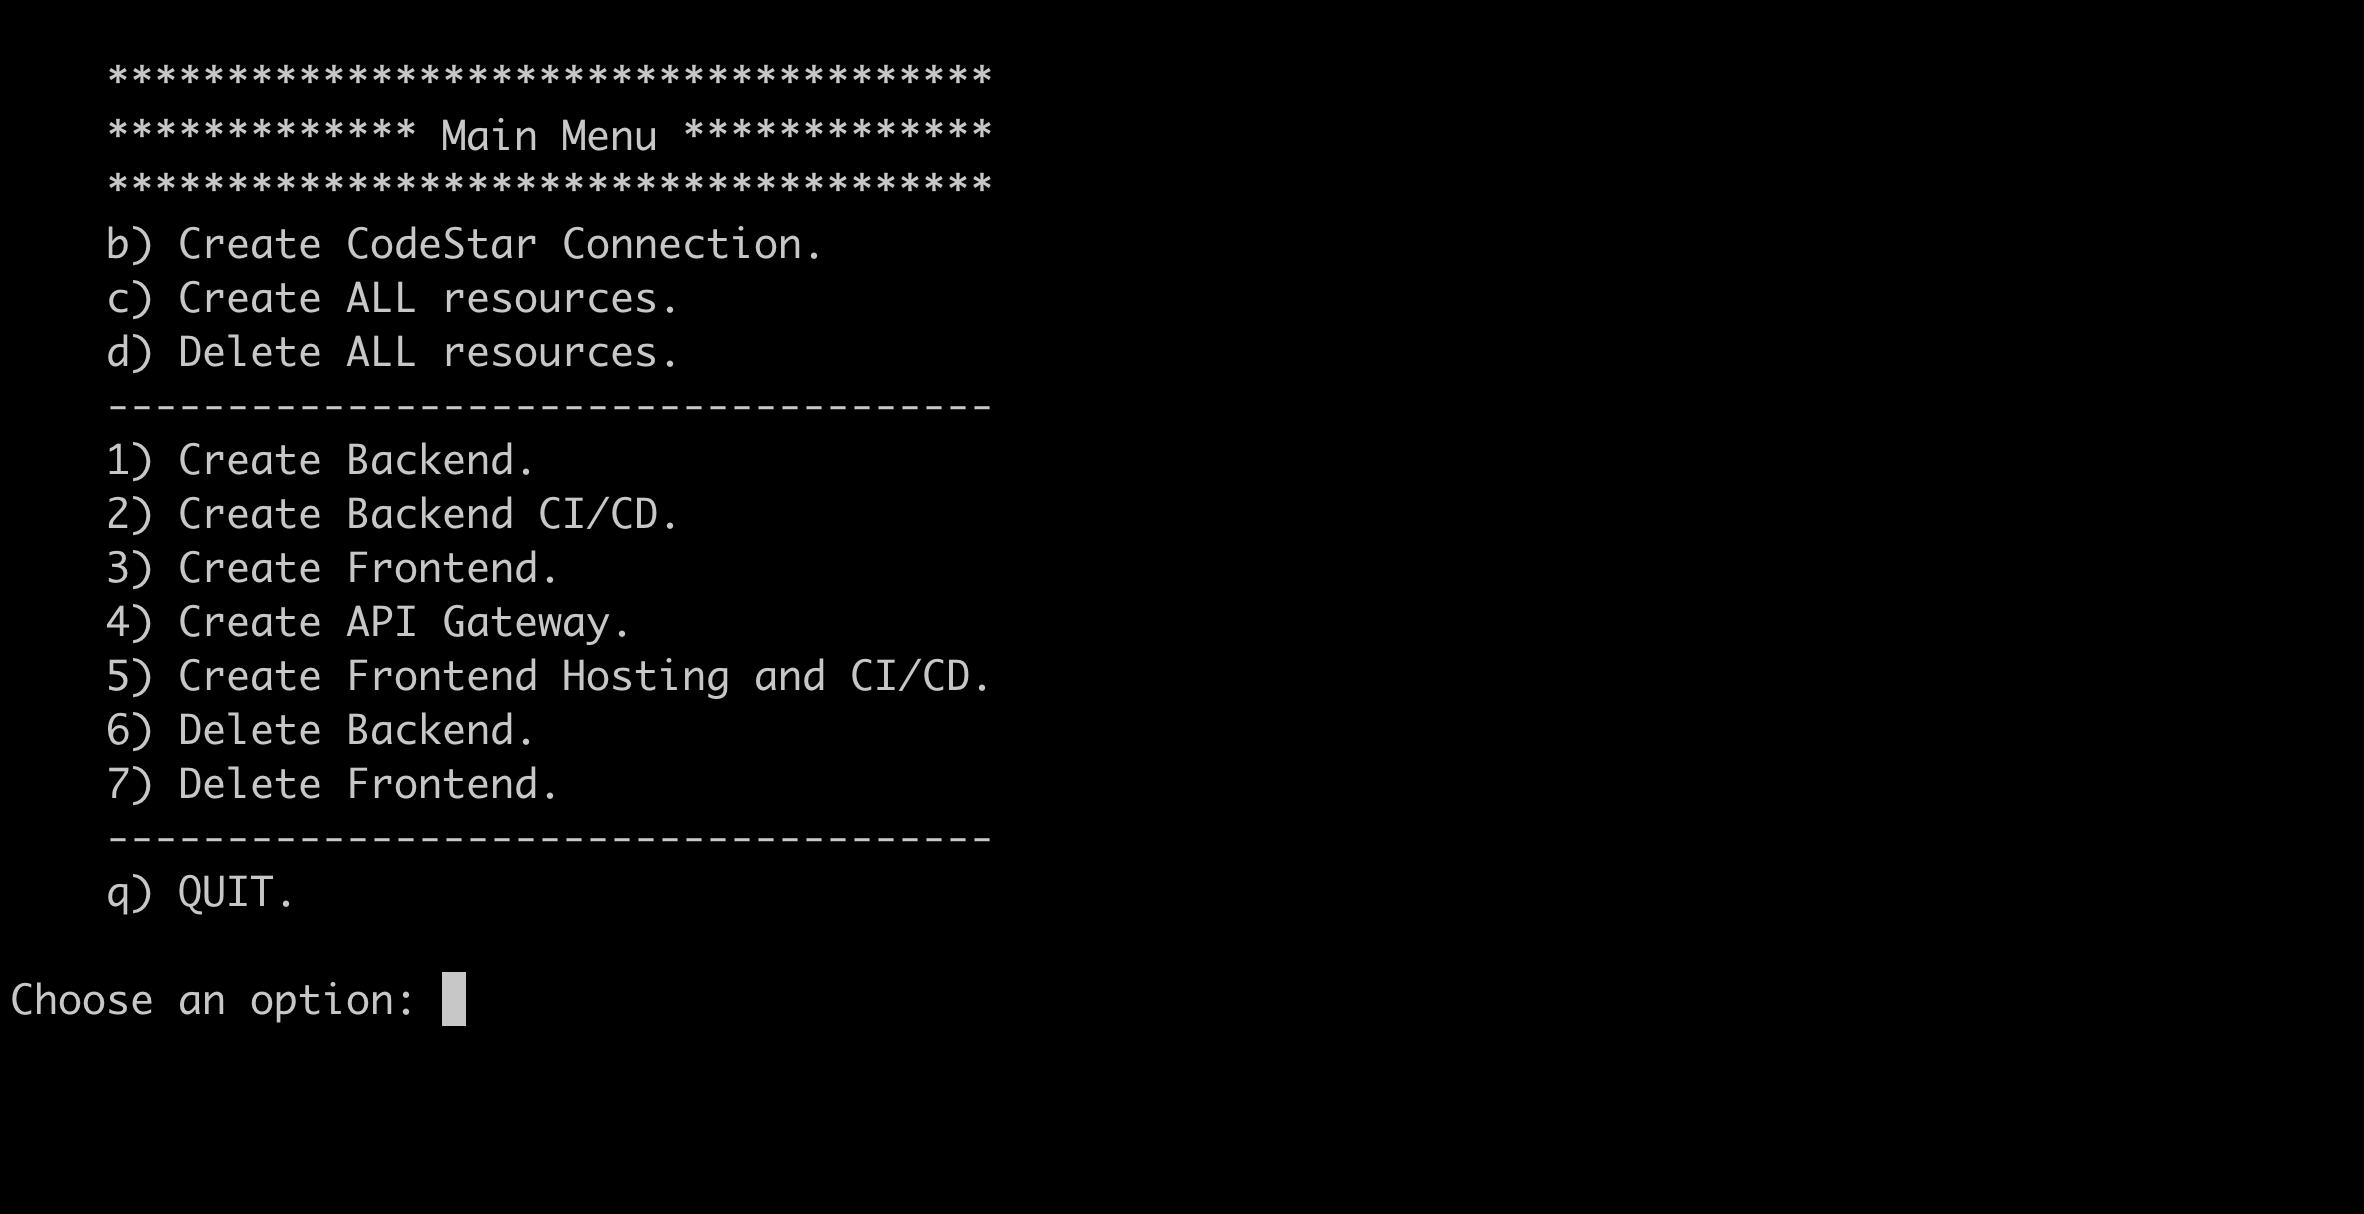 *************************************
************* Main Menu *************
*************************************
b) Create CodeStar Connection.
c) Create ALL resources.
d) Delete ALL resources.
-------------------------------------
1) Create Backend.
2) Create Backend CI/CD.
3) Create Frontend.
4) Create API Gateway.
5) Create Frontend Hosting and CI/CD.
6) Delete Backend.
7) Delete Frontend.
-------------------------------------
q) QUIT.
Choose an option: